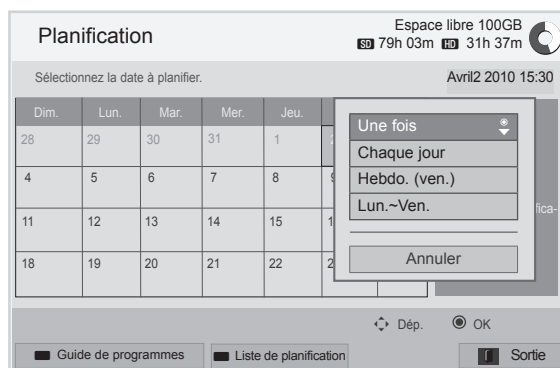 Planification
Espace libre 100GB
SD 79h 03m HD 31h 37m
Sélectionnez la date à planifier.
Avril2 2010 15:30
Dim. Lun. Mar. Mer. Jeu.
28 29 30 31 1
4 5 6 7 8
11 12 13 14 15
18 19 20 21 22
Une fois
Chaque jour
Hebdo. (ven.)
Lun.~Ven.
Annuler
fica-
Dép. OK
Guide de programmes Liste de planification Sortie